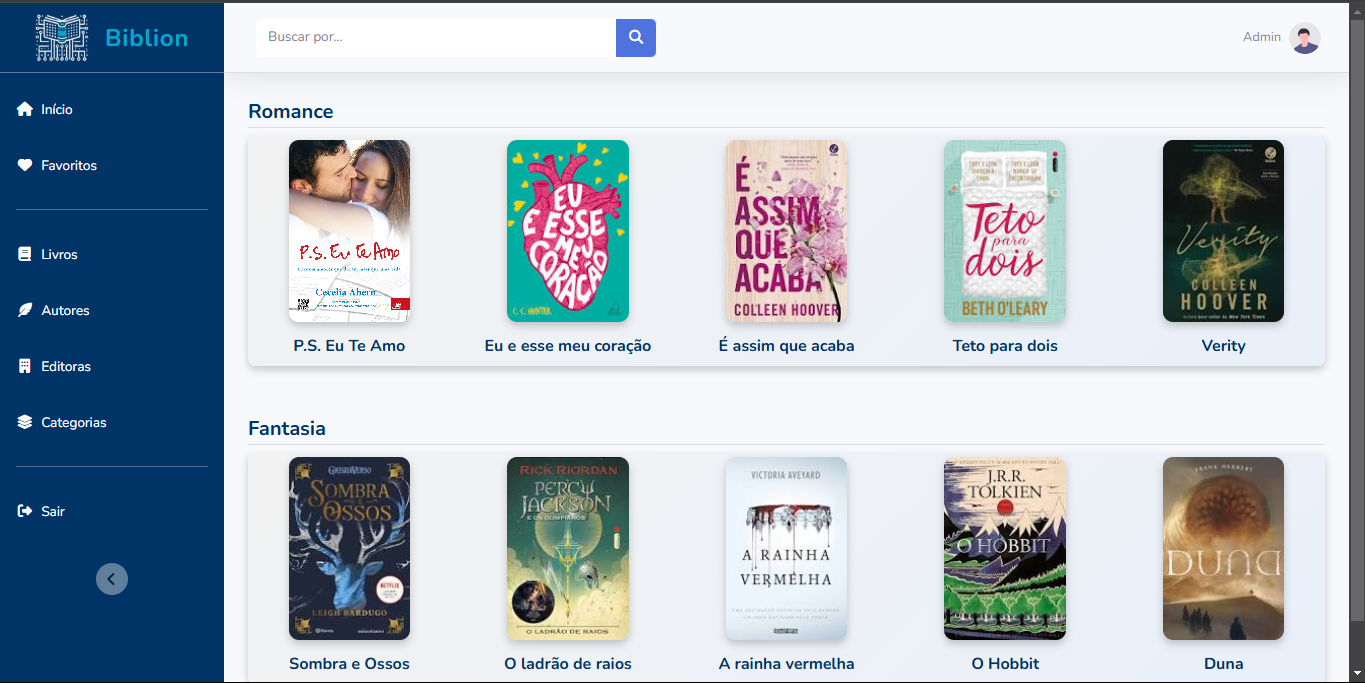 Biblion
Buscar por...
Admin
Início
Favoritos
Livros
Autores
Editoras
Categorias
Sair
Romance
P.S. Eu Te Amo
Cecelia Ahern
EU
E ESSE
MEU
CORAÇÃO
C. C. HUNTER
É
ASSIM
QUE
ACABA
COLLEEN HOOVER
Teto
para
dois
BETH O'LEARY
Verity
COLLEEN
HOOVER
P.S. Eu Te Amo
Eu e esse meu coração
É assim que acaba
Teto para dois
Verity
Fantasia
GRISHAVERSO
SOMBRA
E
OSSOS
NETFLIX
LEIGH BARDUGO
Planeta
RICK RIORDAN
PERCY
JACKSON
E OS OLIMPIANOS
O LADRÃO DE RAIOS
VICTORIA AVEYARD
A RAINHA
VERMELHA
J.R.R.
TOLKIEN
O HOBBIT
FRANK HERBERT
DUNA
Sombra e Ossos
O ladrão de raios
A rainha vermelha
O Hobbit
Duna